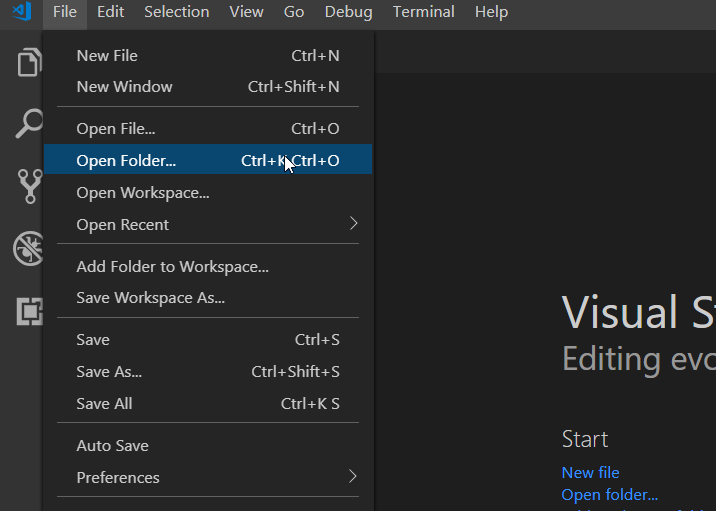 File Edit Selection View Go Debug Terminal Help
New File Ctrl+N
New Window Ctrl+Shift+N
Open File... Ctrl+O
Open Folder... Ctrl+K Ctrl+O
Open Workspace...
Open Recent
Add Folder to Workspace...
Save Workspace As...
Save Ctrl+S
Save As... Ctrl+Shift+S
Save All Ctrl+K S
Auto Save
Preferences
Visual S
Editing evo
Start
New file
Open folder...